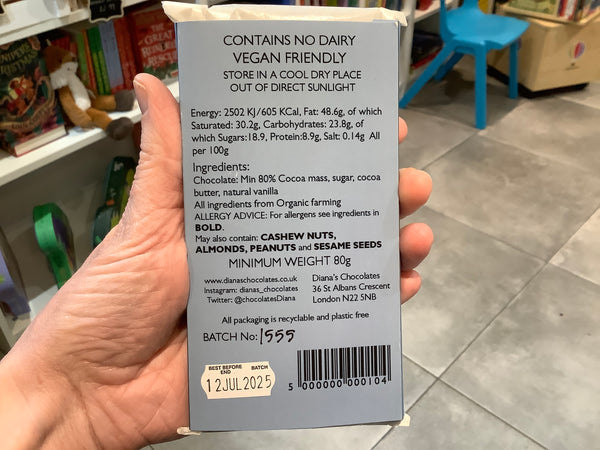 CONTAINS NO DAIRY
VEGAN FRIENDLY
STORE IN A COOL DRY PLACE
OUT OF DIRECT SUNLIGHT
Energy: 2502 KJ/605 KCal, Fat: 48.6g, of which
Saturated: 30.2g, Carbohydrates: 23.8g, of
which Sugars:18.9, Protein:8.9g, Salt: 0.14g All
per 100g
Ingredients:
Chocolate: Min 80% Cocoa mass, sugar, cocoa
butter, natural vanilla
All ingredients from Organic farming
ALLERGY ADVICE: For allergens see ingredients in
BOLD.
May also contain: CASHEW NUTS,
ALMONDS, PEANUTS and SESAME SEEDS
MINIMUM WEIGHT 80g
www.dianaschocolates.co.uk
Instagram: dianas_chocolates
Twitter: @chocolatesDiana
Diana's Chocolates
36 St Albans Crescent
London N22 5NB
All packaging is recyclable and plastic free
BATCH No: 1555
BEST BEFORE BATCH
END
12 JUL 2025
5 000000 000104
THE
GREAT